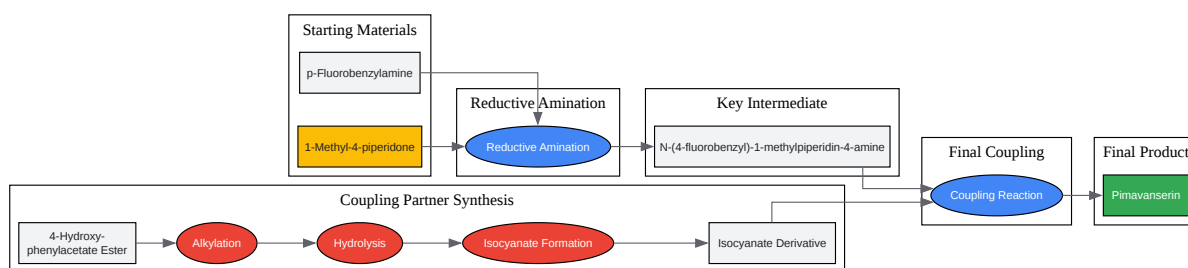 Starting Materials
p-Fluorobenzylamine
1-Methyl-4-piperidone
Reductive Amination
Reductive Amination
Key Intermediate
N-(4-fluorobenzyl)-1-methylpiperidin-4-amine
Final Coupling
Coupling Reaction
Final Product
Pimavanserin
Coupling Partner Synthesis
4-Hydroxy-
phenylacetate Ester
Alkylation
Hydrolysis
Isocyanate Formation
Isocyanate Derivative